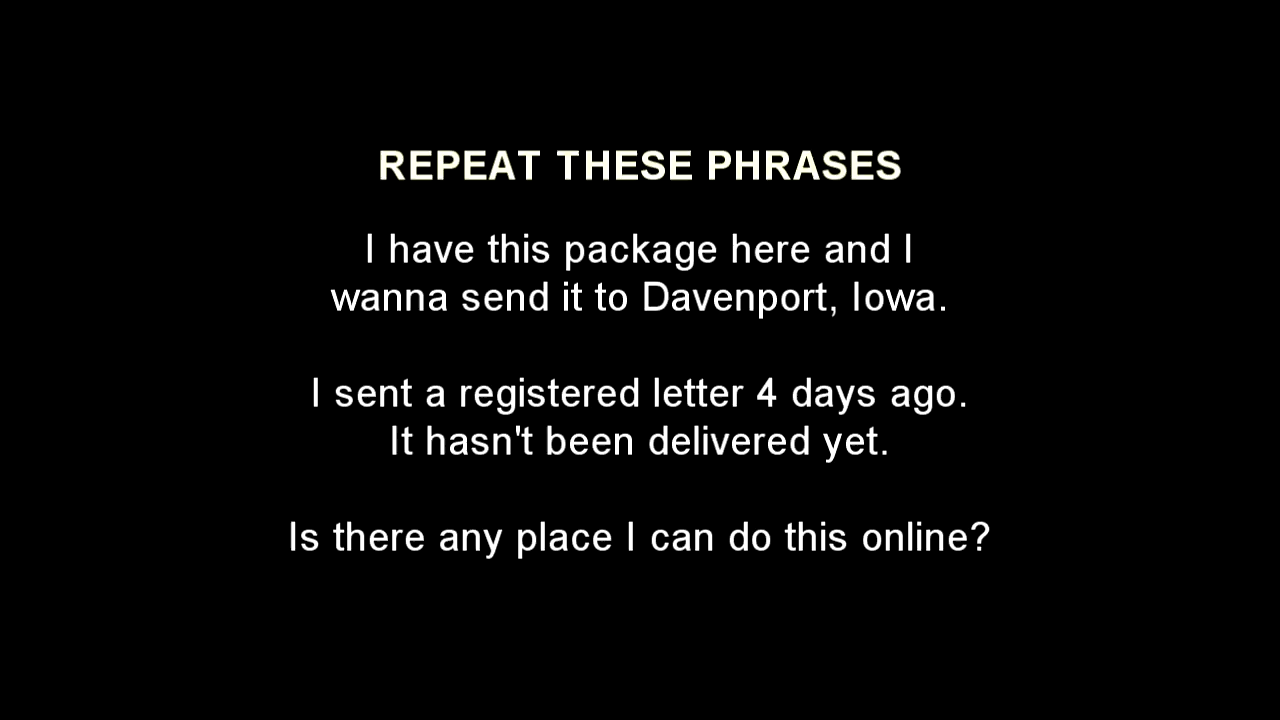 REPEAT THESE PHRASES
I have this package here and I
wanna send it to Davenport, Iowa.
I sent a registered letter 4 days ago.
It hasn't been delivered yet.
Is there any place I can do this online?